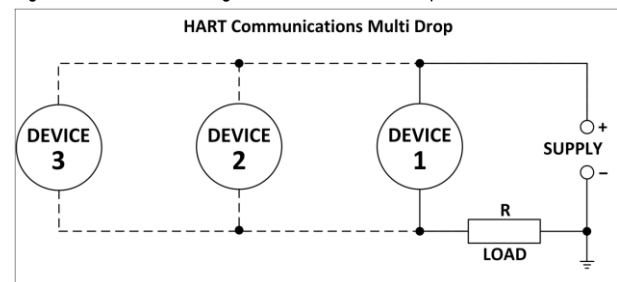 HART Communications Multi Drop
DEVICE
3
DEVICE
2
DEVICE
1
+
SUPPLY
−
R
LOAD